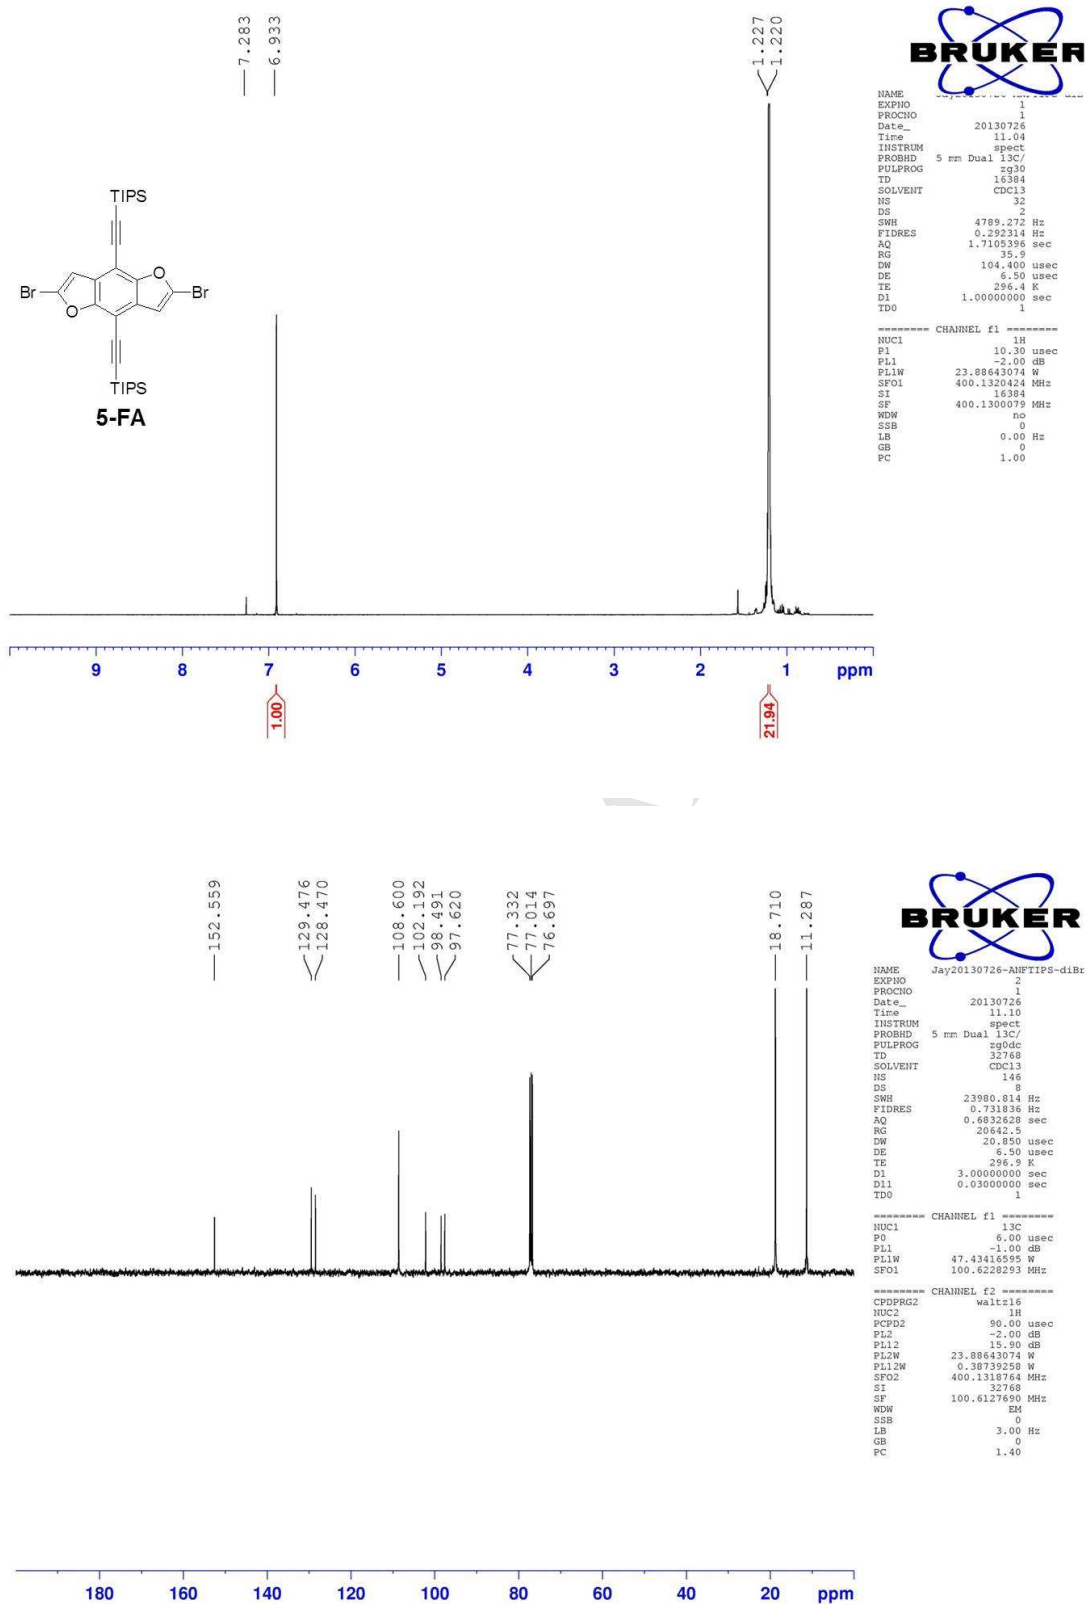 7.283
6.933
1.227
1.220
BRUKER
NAME
EXPNO 1
PROCNO 1
Date_ 20130726
Time 11.04
INSTRUM spect
PROBHD 5 mm Dual 13C/
PULPROG zg30
TD 16384
SOLVENT CDCl3
NS 32
DS 2
SWH 4789.272 Hz
FIDRES 0.292314 Hz
AQ 1.7105396 sec
RG 35.9
DW 104.400 usec
DE 6.50 usec
TE 296.4 K
D1 1.00000000 sec
TD0 1
======== CHANNEL f1 ========
NUC1 1H
P1 10.30 usec
PL1 -2.00 dB
PL1W 23.88643074 W
SFO1 400.1320424 MHz
SI 16384
SF 400.1300079 MHz
WDW no
SSB 0
LB 0.00 Hz
GB 0
PC 1.00
TIPS
O
Br
Br
O
TIPS
5-FA
9 8 7 6 5 4 3 2 1 ppm
1.00
21.94
152.559
129.476
128.470
108.600
102.192
98.491
97.620
77.332
77.014
76.697
18.710
11.287
BRUKER
NAME Jay20130726-ANFTIPS-diBr
EXPNO 2
PROCNO 1
Date_ 20130726
Time 11.10
INSTRUM spect
PROBHD 5 mm Dual 13C/
PULPROG zg0dc
TD 32768
SOLVENT CDCl3
NS 146
DS 8
SWH 23980.814 Hz
FIDRES 0.731836 Hz
AQ 0.6832628 sec
RG 20642.5
DW 20.850 usec
DE 6.50 usec
TE 296.9 K
D1 3.00000000 sec
D11 0.03000000 sec
TD0 1
======== CHANNEL f1 ========
NUC1 13C
P0 6.00 usec
PL1 -1.00 dB
PL1W 47.43416595 W
SFO1 100.6228293 MHz
======== CHANNEL f2 ========
CPDPRG2 waltz16
NUC2 1H
PCPD2 90.00 usec
PL2 -2.00 dB
PL12 15.90 dB
PL2W 23.88643074 W
PL12W 0.38739258 W
SFO2 400.1318764 MHz
SI 32768
SF 100.6127690 MHz
WDW EM
SSB 0
LB 3.00 Hz
GB 0
PC 1.40
180 160 140 120 100 80 60 40 20 ppm